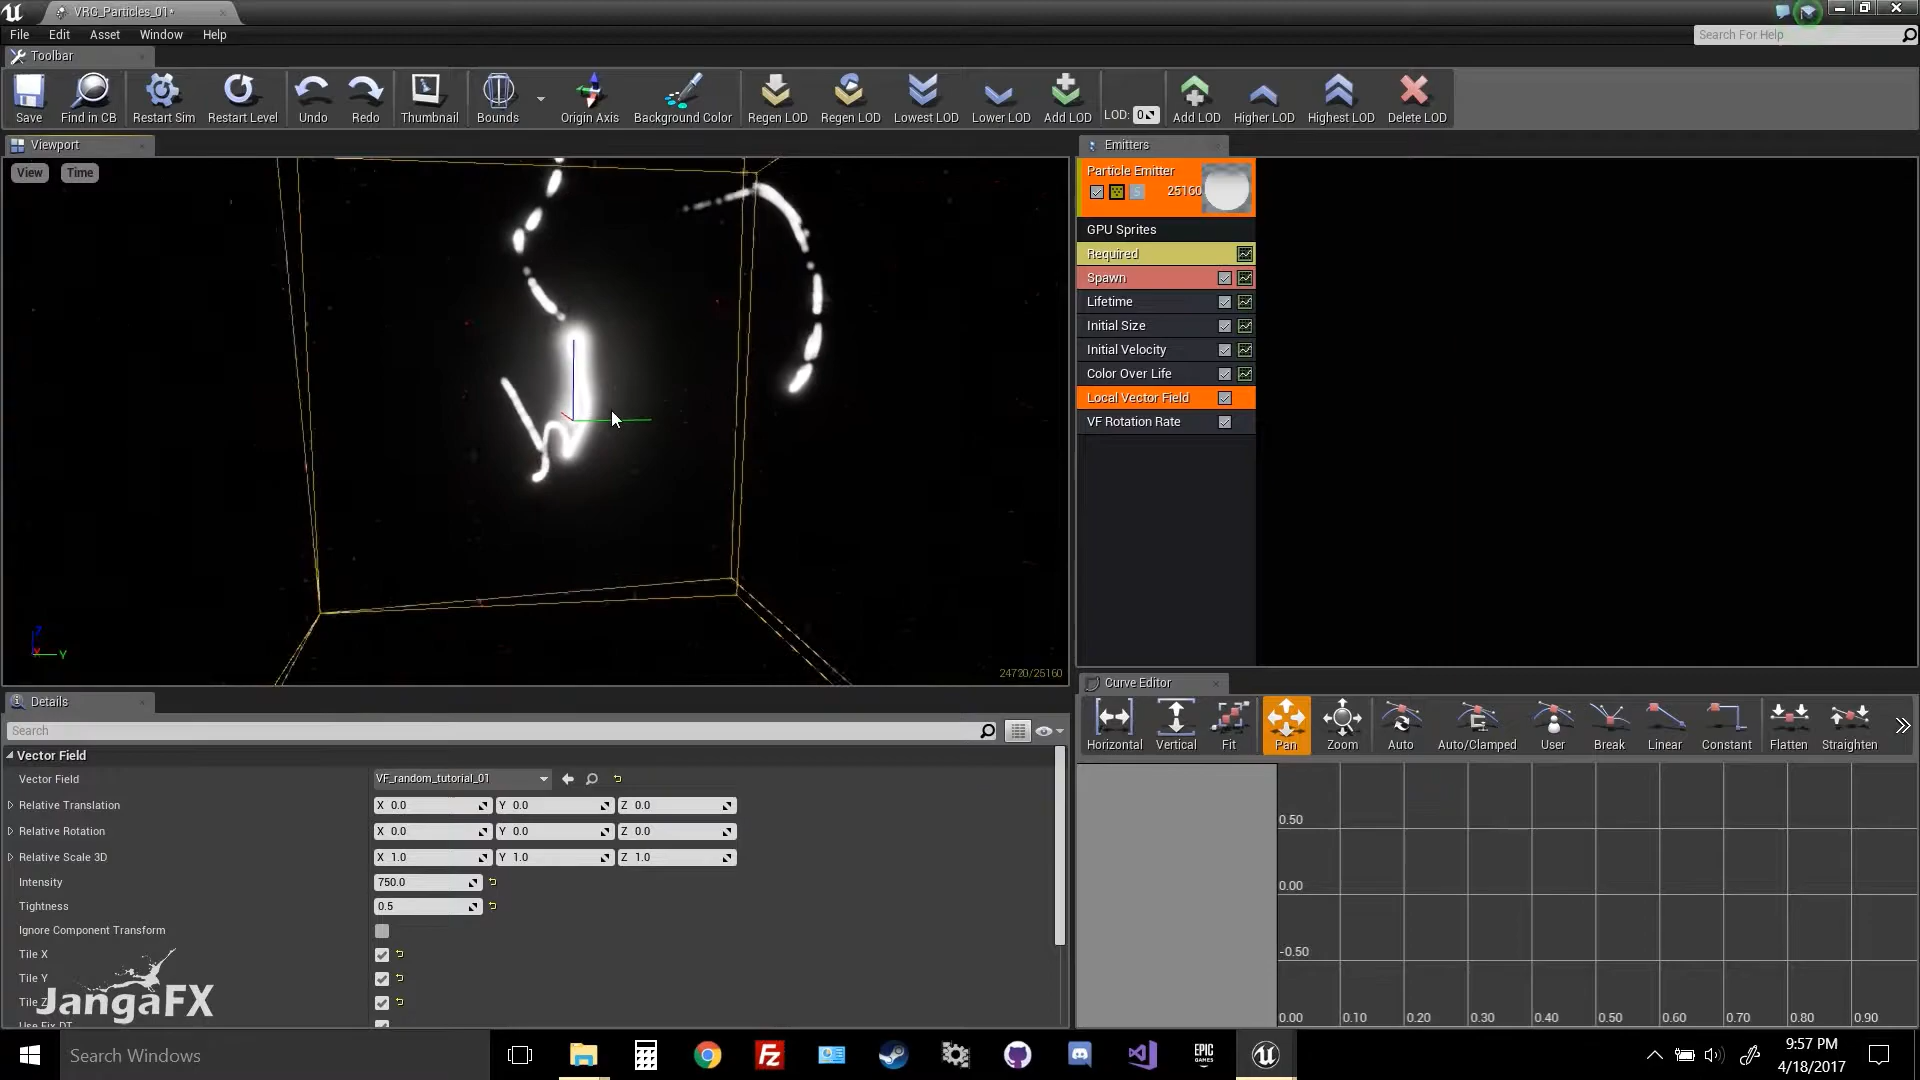 VRG_Particles_01*
File Edit Asset Window Help
Search For Help
Toolbar
Save Find in CB Restart Sim Restart Level Undo Redo Thumbnail Bounds Origin Axis Background Color Regen LOD Regen LOD Lowest LOD Lower LOD Add LOD LOD: 0 Add LOD Higher LOD Highest LOD Delete LOD
Viewport
View Time
Z
X Y
24790/25160
Emitters
Particle Emitter
25160
GPU Sprites
Required
Spawn
Lifetime
Initial Size
Initial Velocity
Color Over Life
Local Vector Field
VF Rotation Rate
Details
Search
Vector Field
Vector Field VF_random_tutorial_01
Relative Translation X 0.0 Y 0.0 Z 0.0
Relative Rotation X 0.0 Y 0.0 Z 0.0
Relative Scale 3D X 1.0 Y 1.0 Z 1.0
Intensity 750.0
Tightness 0.5
Ignore Component Transform
Tile X
Tile Y
Tile Z
Use Fix DT
JangaFX
Curve Editor
Horizontal Vertical Fit Pan Zoom Auto Auto/Clamped User Break Linear Constant Flatten Straighten
0.50
0.00
-0.50
0.00 0.10 0.20 0.30 0.40 0.50 0.60 0.70 0.80 0.90
Search Windows
Fz
EPIC
GAMES
9:57 PM
4/18/2017